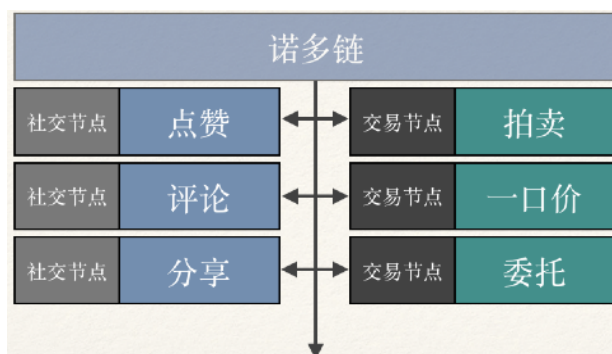 诺多链
社交节点 点赞 交易节点 拍卖
社交节点 评论 交易节点 一口价
社交节点 分享 交易节点 委托